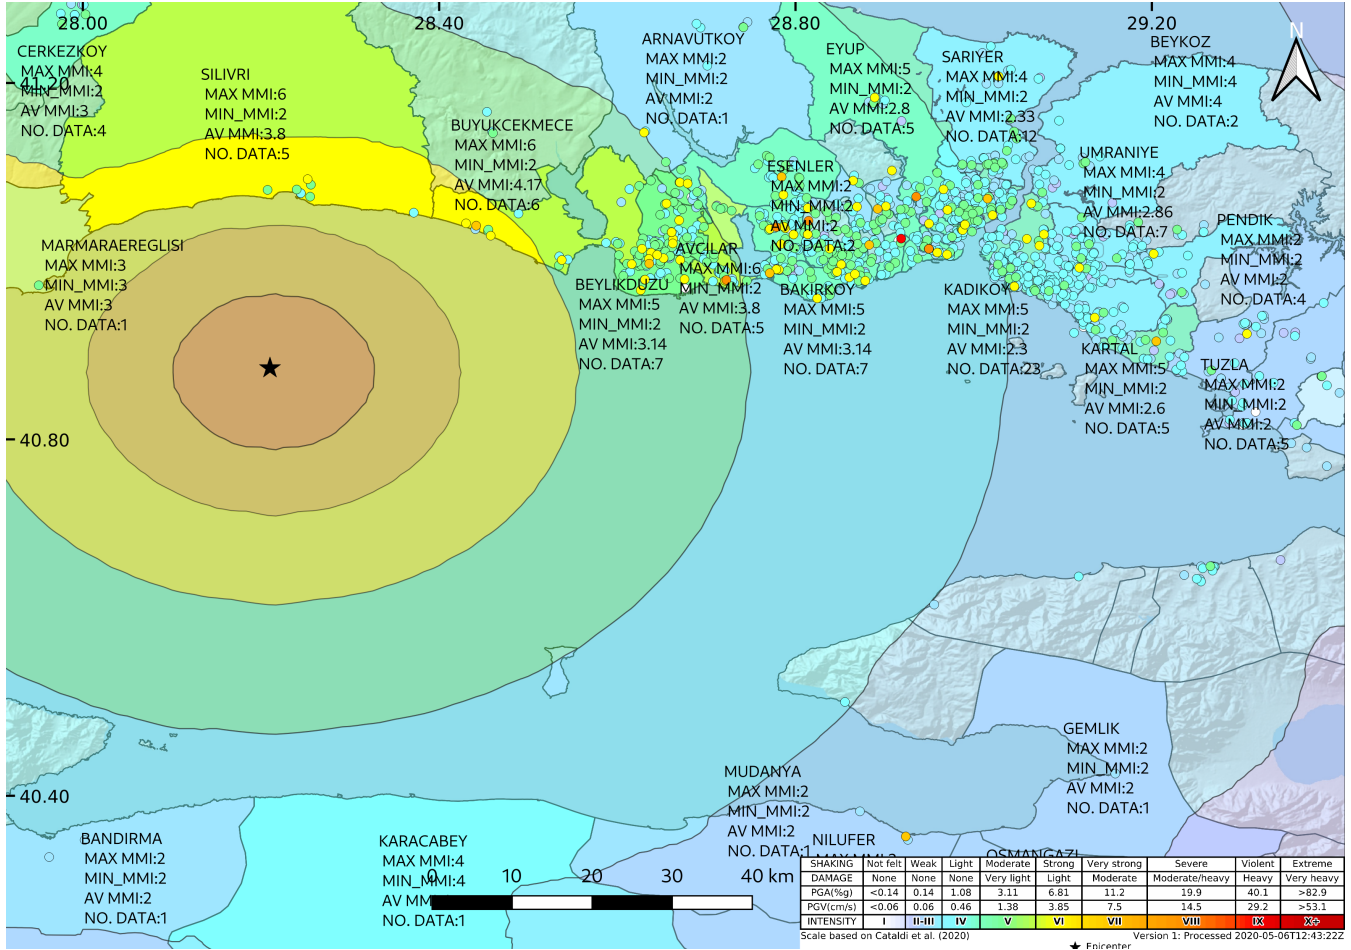 28.00
28.40
28.80
29.20
N
41.20
40.80
40.40
CERKEZKOY
MAX MMI:4
MIN_MMI:2
AV MMI:3
NO. DATA:4
SILIVRI
MAX MMI:6
MIN_MMI:2
AV MMI:3.8
NO. DATA:5
BUYUKCEKMECE
MAX MMI:6
MIN_MMI:2
AV MMI:4.17
NO. DATA:6
ARNAVUTKOY
MAX MMI:2
MIN_MMI:2
AV MMI:2
NO. DATA:1
EYUP
MAX MMI:5
MIN_MMI:2
AV MMI:2.8
NO. DATA:5
SARIYER
MAX MMI:4
MIN_MMI:2
AV MMI:2.33
NO. DATA:12
BEYKOZ
MAX MMI:4
MIN_MMI:4
AV MMI:4
NO. DATA:2
ESENLER
MAX MMI:2
MIN_MMI:2
AV MMI:2
NO. DATA:2
UMRANIYE
MAX MMI:4
MIN_MMI:2
AV MMI:2.86
NO. DATA:7
PENDIK
MAX MMI:2
MIN_MMI:2
AV MMI:2
NO. DATA:4
MARMARAEREGLISI
MAX MMI:3
MIN_MMI:3
AV MMI:3
NO. DATA:1
BEYLIKDUZU
MAX MMI:5
MIN_MMI:2
AV MMI:3.14
NO. DATA:7
AVCILAR
MAX MMI:6
MIN_MMI:2
AV MMI:3.8
NO. DATA:5
BAKIRKOY
MAX MMI:5
MIN_MMI:2
AV MMI:3.14
NO. DATA:7
KADIKOY
MAX MMI:5
MIN_MMI:2
AV MMI:2.3
NO. DATA:23
KARTAL
MAX MMI:5
MIN_MMI:2
AV MMI:2.6
NO. DATA:5
TUZLA
MAX MMI:2
MIN_MMI:2
AV MMI:2
NO. DATA:5
GEMLIK
MAX MMI:2
MIN_MMI:2
AV MMI:2
NO. DATA:1
MUDANYA
MAX MMI:2
MIN_MMI:2
AV MMI:2
NO. DATA:1
NILUFER
OSMANGAZI
BANDIRMA
MAX MMI:2
MIN_MMI:2
AV MMI:2
NO. DATA:1
KARACABEY
MAX MMI:4
MIN_MMI:4
AV
NO. DATA:1
0 10 20 30 40 km
SHAKING Not felt Weak Light Moderate Strong Very strong Severe Violent Extreme
DAMAGE None None None Very light Light Moderate Moderate/heavy Heavy Very heavy
PGA(%g) <0.14 0.14 1.08 3.11 6.81 11.2 19.9 40.1 >82.9
PGV(cm/s) <0.06 0.06 0.46 1.38 3.85 7.5 14.5 29.2 >53.1
INTENSITY I II-III IV V VI VII VIII IX X+
Scale based on Cataldi et al. (2020) Version 1: Processed 2020-05-06T12:43:22Z
★ Epicenter